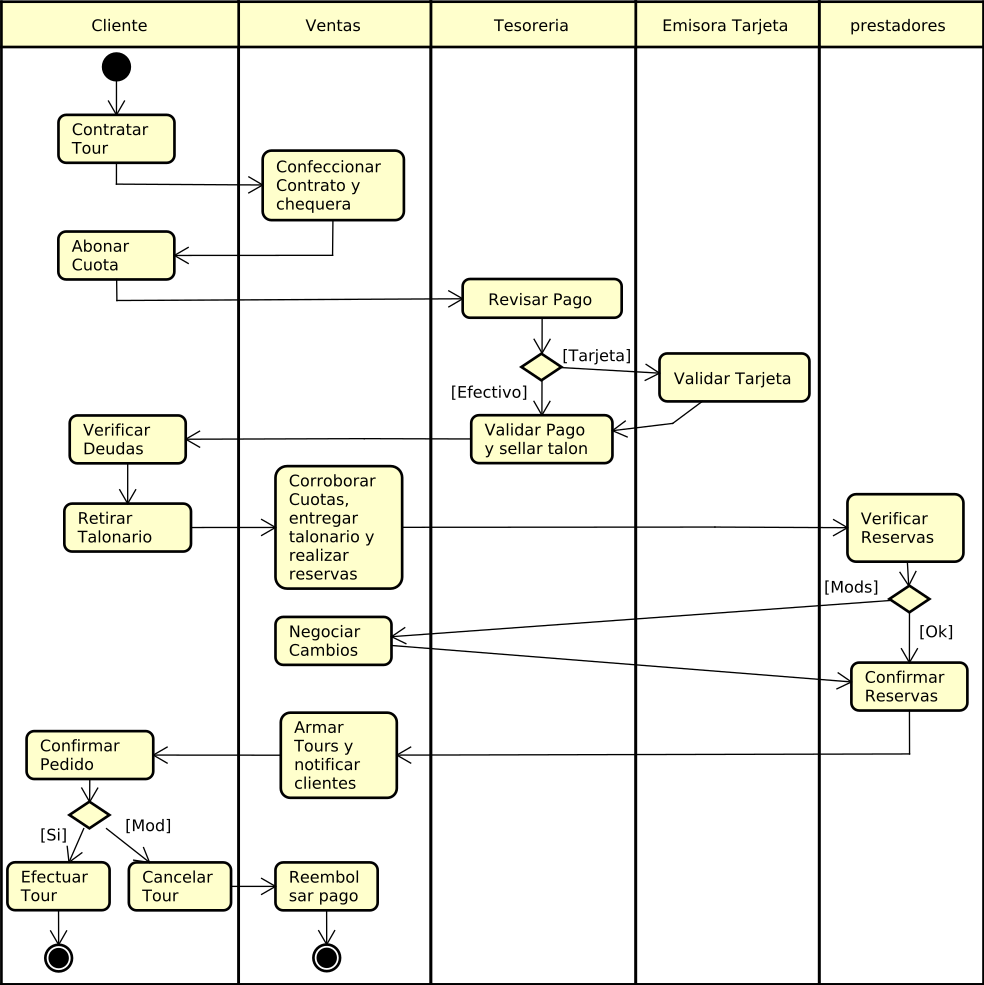 Cliente
Ventas
Tesoreria
Emisora Tarjeta
prestadores
Contratar
Tour
Confeccionar
Contrato y
chequera
Abonar
Cuota
Revisar Pago
[Tarjeta]
Validar Tarjeta
[Efectivo]
Validar Pago
y sellar talon
Verificar
Deudas
Retirar
Talonario
Corroborar
Cuotas,
entregar
talonario y
realizar
reservas
Verificar
Reservas
[Mods]
[Ok]
Negociar
Cambios
Confirmar
Reservas
Armar
Tours y
notificar
clientes
Confirmar
Pedido
[Si]
[Mod]
Efectuar
Tour
Cancelar
Tour
Reembol
sar pago